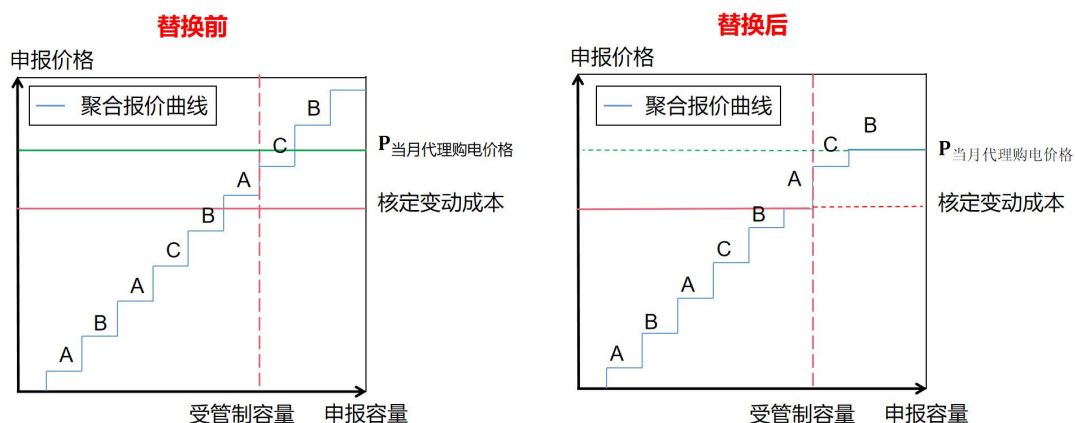 替换前
申报价格
聚合报价曲线
B
C
P当月代理购电价格
A
核定变动成本
B
C
A
B
A
受管制容量
申报容量
替换后
申报价格
聚合报价曲线
B
C
P当月代理购电价格
A
核定变动成本
B
C
A
B
A
受管制容量
申报容量